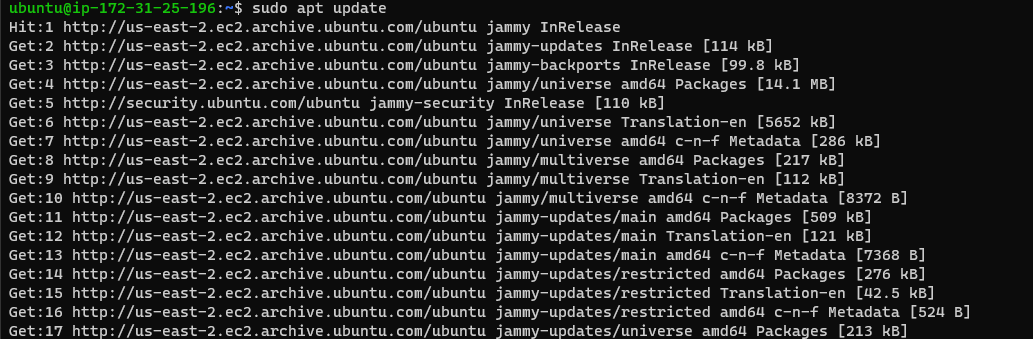 ubuntu@ip-172-31-25-196:~$ sudo apt update
Hit:1 http://us-east-2.ec2.archive.ubuntu.com/ubuntu jammy InRelease
Get:2 http://us-east-2.ec2.archive.ubuntu.com/ubuntu jammy-updates InRelease [114 kB]
Get:3 http://us-east-2.ec2.archive.ubuntu.com/ubuntu jammy-backports InRelease [99.8 kB]
Get:4 http://us-east-2.ec2.archive.ubuntu.com/ubuntu jammy/universe amd64 Packages [14.1 MB]
Get:5 http://security.ubuntu.com/ubuntu jammy-security InRelease [110 kB]
Get:6 http://us-east-2.ec2.archive.ubuntu.com/ubuntu jammy/universe Translation-en [5652 kB]
Get:7 http://us-east-2.ec2.archive.ubuntu.com/ubuntu jammy/universe amd64 c-n-f Metadata [286 kB]
Get:8 http://us-east-2.ec2.archive.ubuntu.com/ubuntu jammy/multiverse amd64 Packages [217 kB]
Get:9 http://us-east-2.ec2.archive.ubuntu.com/ubuntu jammy/multiverse Translation-en [112 kB]
Get:10 http://us-east-2.ec2.archive.ubuntu.com/ubuntu jammy/multiverse amd64 c-n-f Metadata [8372 B]
Get:11 http://us-east-2.ec2.archive.ubuntu.com/ubuntu jammy-updates/main amd64 Packages [509 kB]
Get:12 http://us-east-2.ec2.archive.ubuntu.com/ubuntu jammy-updates/main Translation-en [121 kB]
Get:13 http://us-east-2.ec2.archive.ubuntu.com/ubuntu jammy-updates/main amd64 c-n-f Metadata [7368 B]
Get:14 http://us-east-2.ec2.archive.ubuntu.com/ubuntu jammy-updates/restricted amd64 Packages [276 kB]
Get:15 http://us-east-2.ec2.archive.ubuntu.com/ubuntu jammy-updates/restricted Translation-en [42.5 kB]
Get:16 http://us-east-2.ec2.archive.ubuntu.com/ubuntu jammy-updates/restricted amd64 c-n-f Metadata [524 B]
Get:17 http://us-east-2.ec2.archive.ubuntu.com/ubuntu jammy-updates/universe amd64 Packages [213 kB]